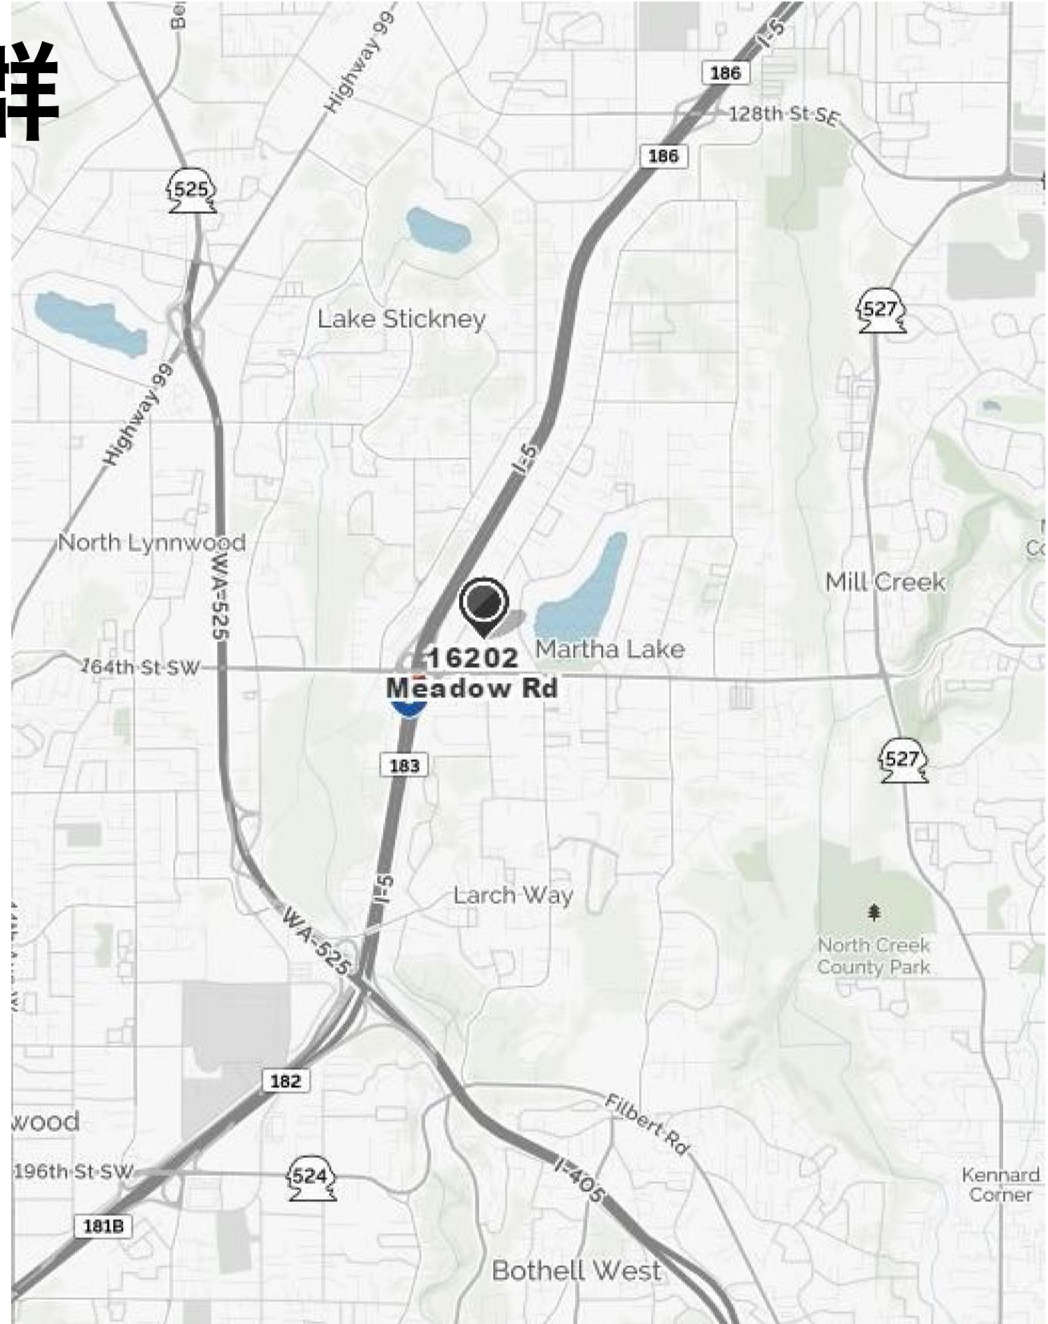 群
Highway 99
I-5
186
128th St SE
186
525
527
Lake Stickney
Highway 99
I-5
North Lynnwood
WA-525
Mill Creek
16202
Meadow Rd
Martha Lake
164th St SW
183
527
I-5
Larch Way
WA-525
North Creek
County Park
182
Filbert Rd
wood
196th St SW
524
I-405
Kennard
Corner
181B
Bothell West